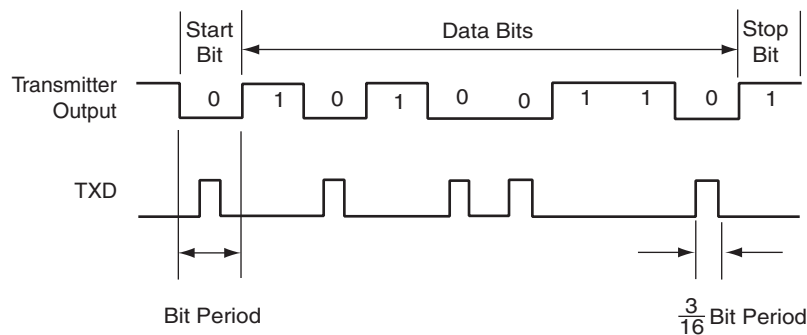 Start
Bit
Data Bits
Stop
Bit
Transmitter
Output
0 1 0 1 0 0 1 1 0 1
TXD
Bit Period
3/16 Bit Period